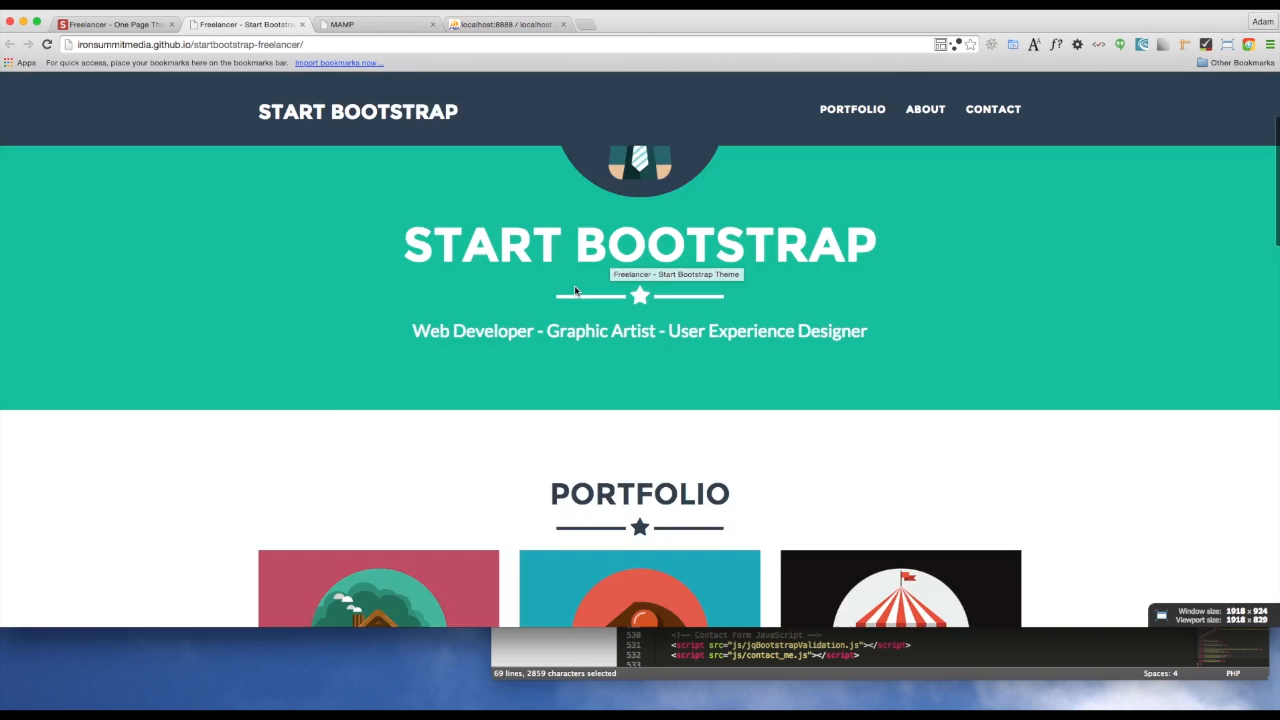 Freelancer - One Page The
Freelancer - Start Bootstra
MAMP
localhost:8888 / localhost
Adam
ironsummitmedia.github.io/startbootstrap-freelancer/
Apps
For quick access, place your bookmarks here on the bookmarks bar.
Import bookmarks now...
Other Bookmarks
START BOOTSTRAP
PORTFOLIO
ABOUT
CONTACT
START BOOTSTRAP
Freelancer - Start Bootstrap Theme
Web Developer - Graphic Artist - User Experience Designer
PORTFOLIO
Window size: 1918 x 924
Viewport size: 1918 x 829
530 <!-- Contact Form JavaScript -->
531 <script src="js/jqBootstrapValidation.js"></script>
532 <script src="js/contact_me.js"></script>
533
69 lines, 2859 characters selected
Spaces: 4
PHP